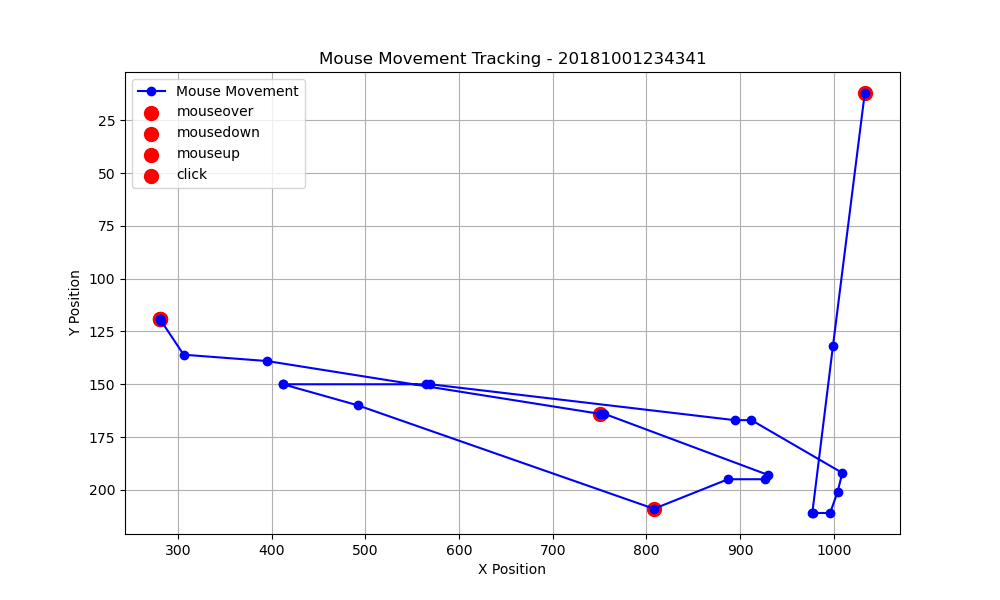 Mouse Movement Tracking - 20181001234341
Mouse Movement
mouseover
mousedown
mouseup
click
25
50
75
100
125
150
175
200
Y Position
300 400 500 600 700 800 900 1000
X Position